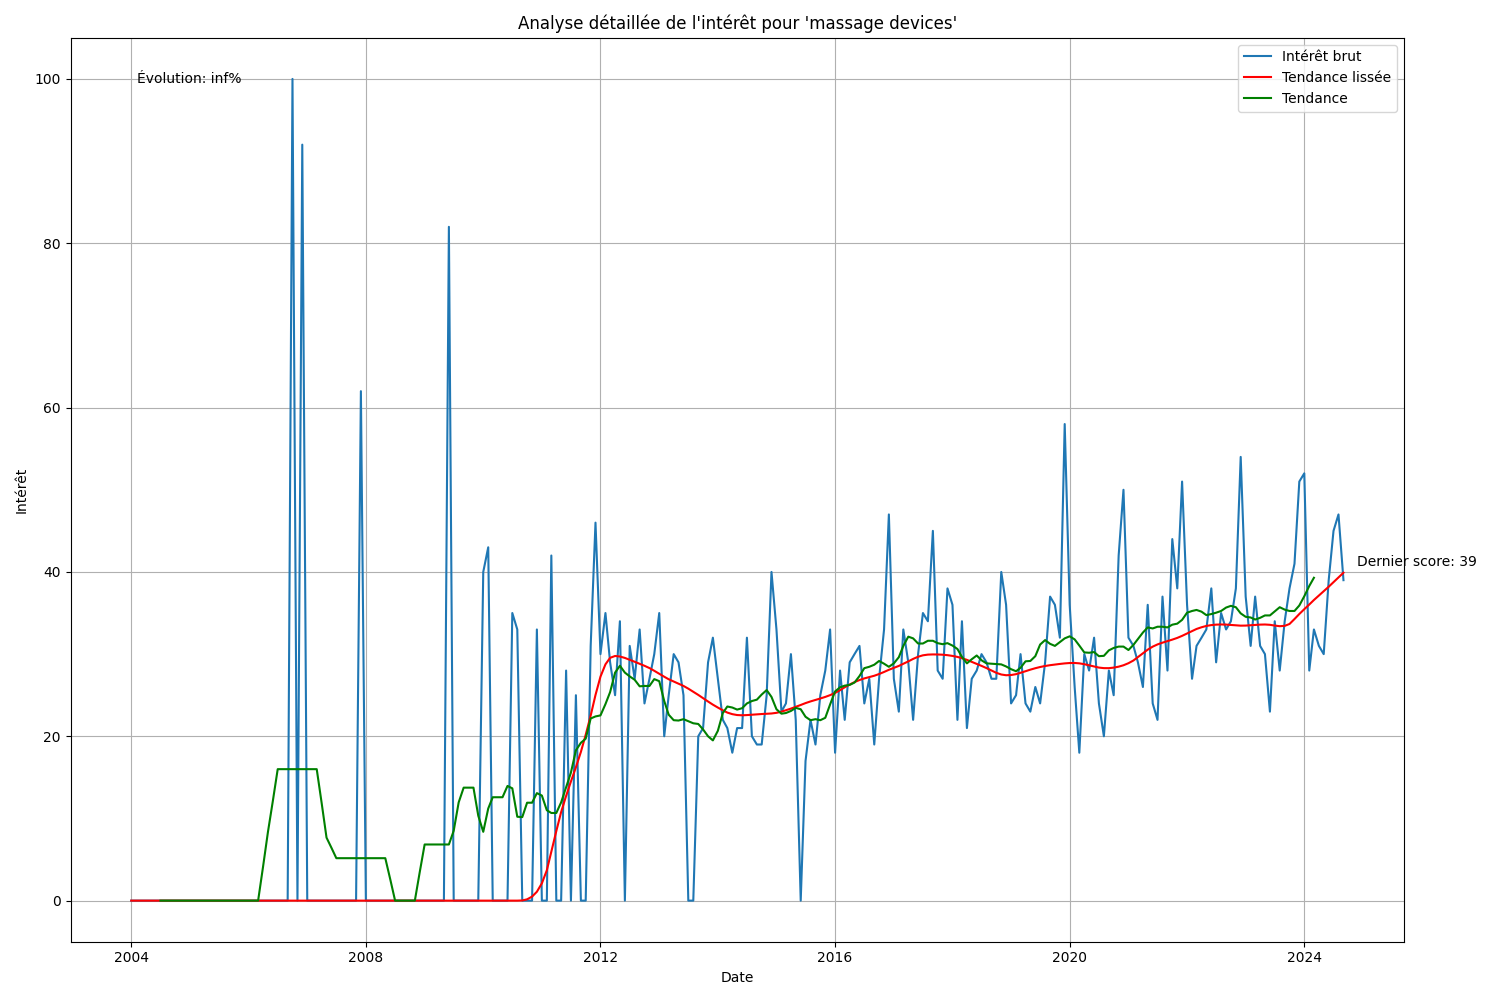 Analyse détaillée de l'intérêt pour 'massage devices'
Évolution: inf%
Intérêt brut
Tendance lissée
Tendance
Dernier score: 39
Intérêt
100
80
60
40
20
0
2004
2008
2012
2016
2020
2024
Date